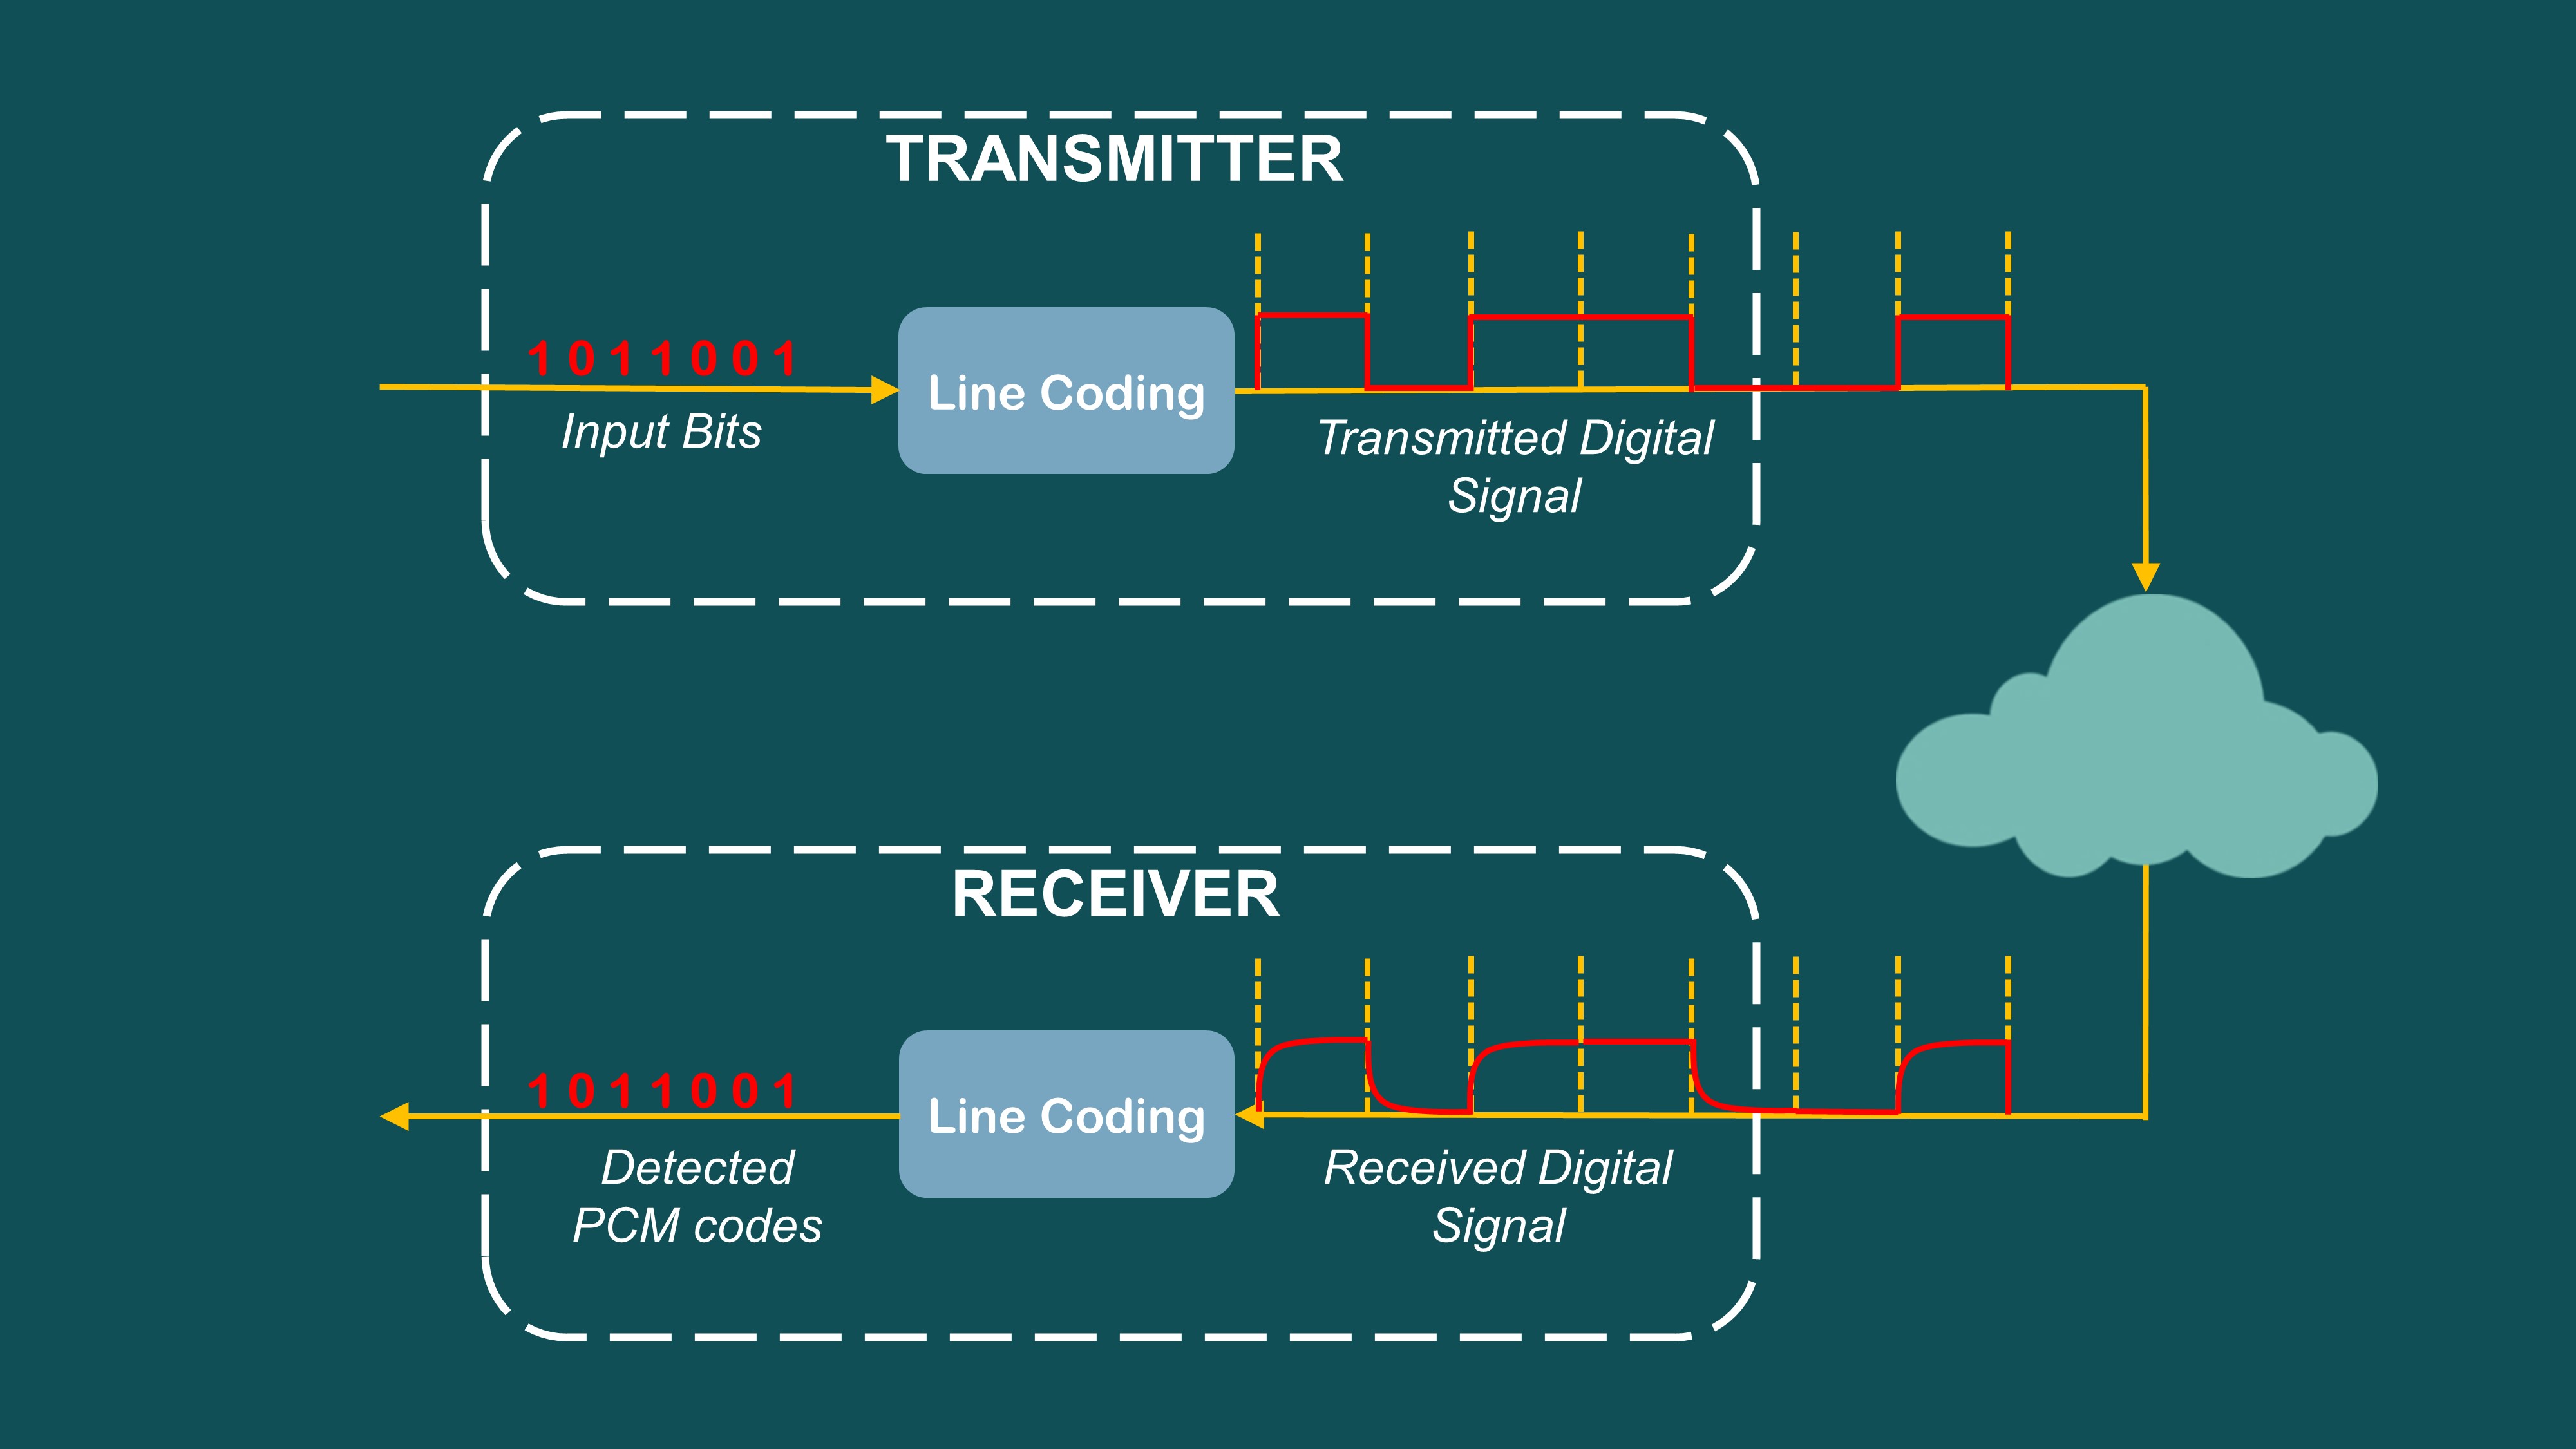 TRANSMITTER
1 0 1 1 0 0 1
Input Bits
Line Coding
Transmitted Digital
Signal
RECEIVER
1 0 1 1 0 0 1
Detected
PCM codes
Line Coding
Received Digital
Signal